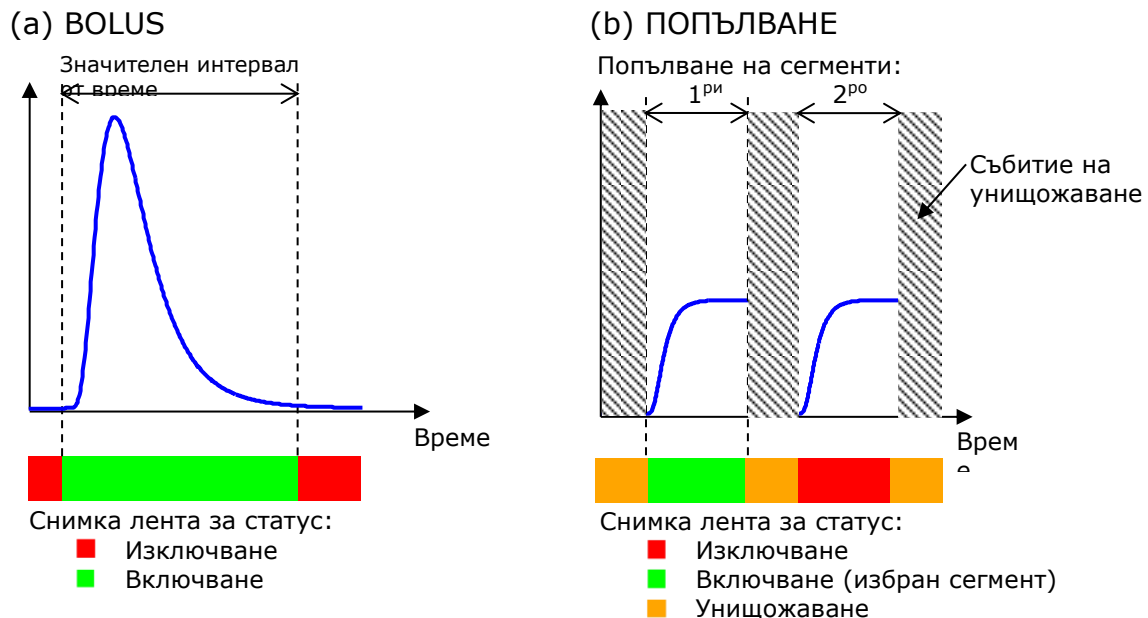 (a) BOLUS
Значителен интервал
от време
Време
Снимка лента за статус:
Изключване
Включване
(b) ПОПЪЛВАНЕ
Попълване на сегменти:
1ри
2ро
Събитие на
унищожаване
Врем
е
Снимка лента за статус:
Изключване
Включване (избран сегмент)
Унищожаване